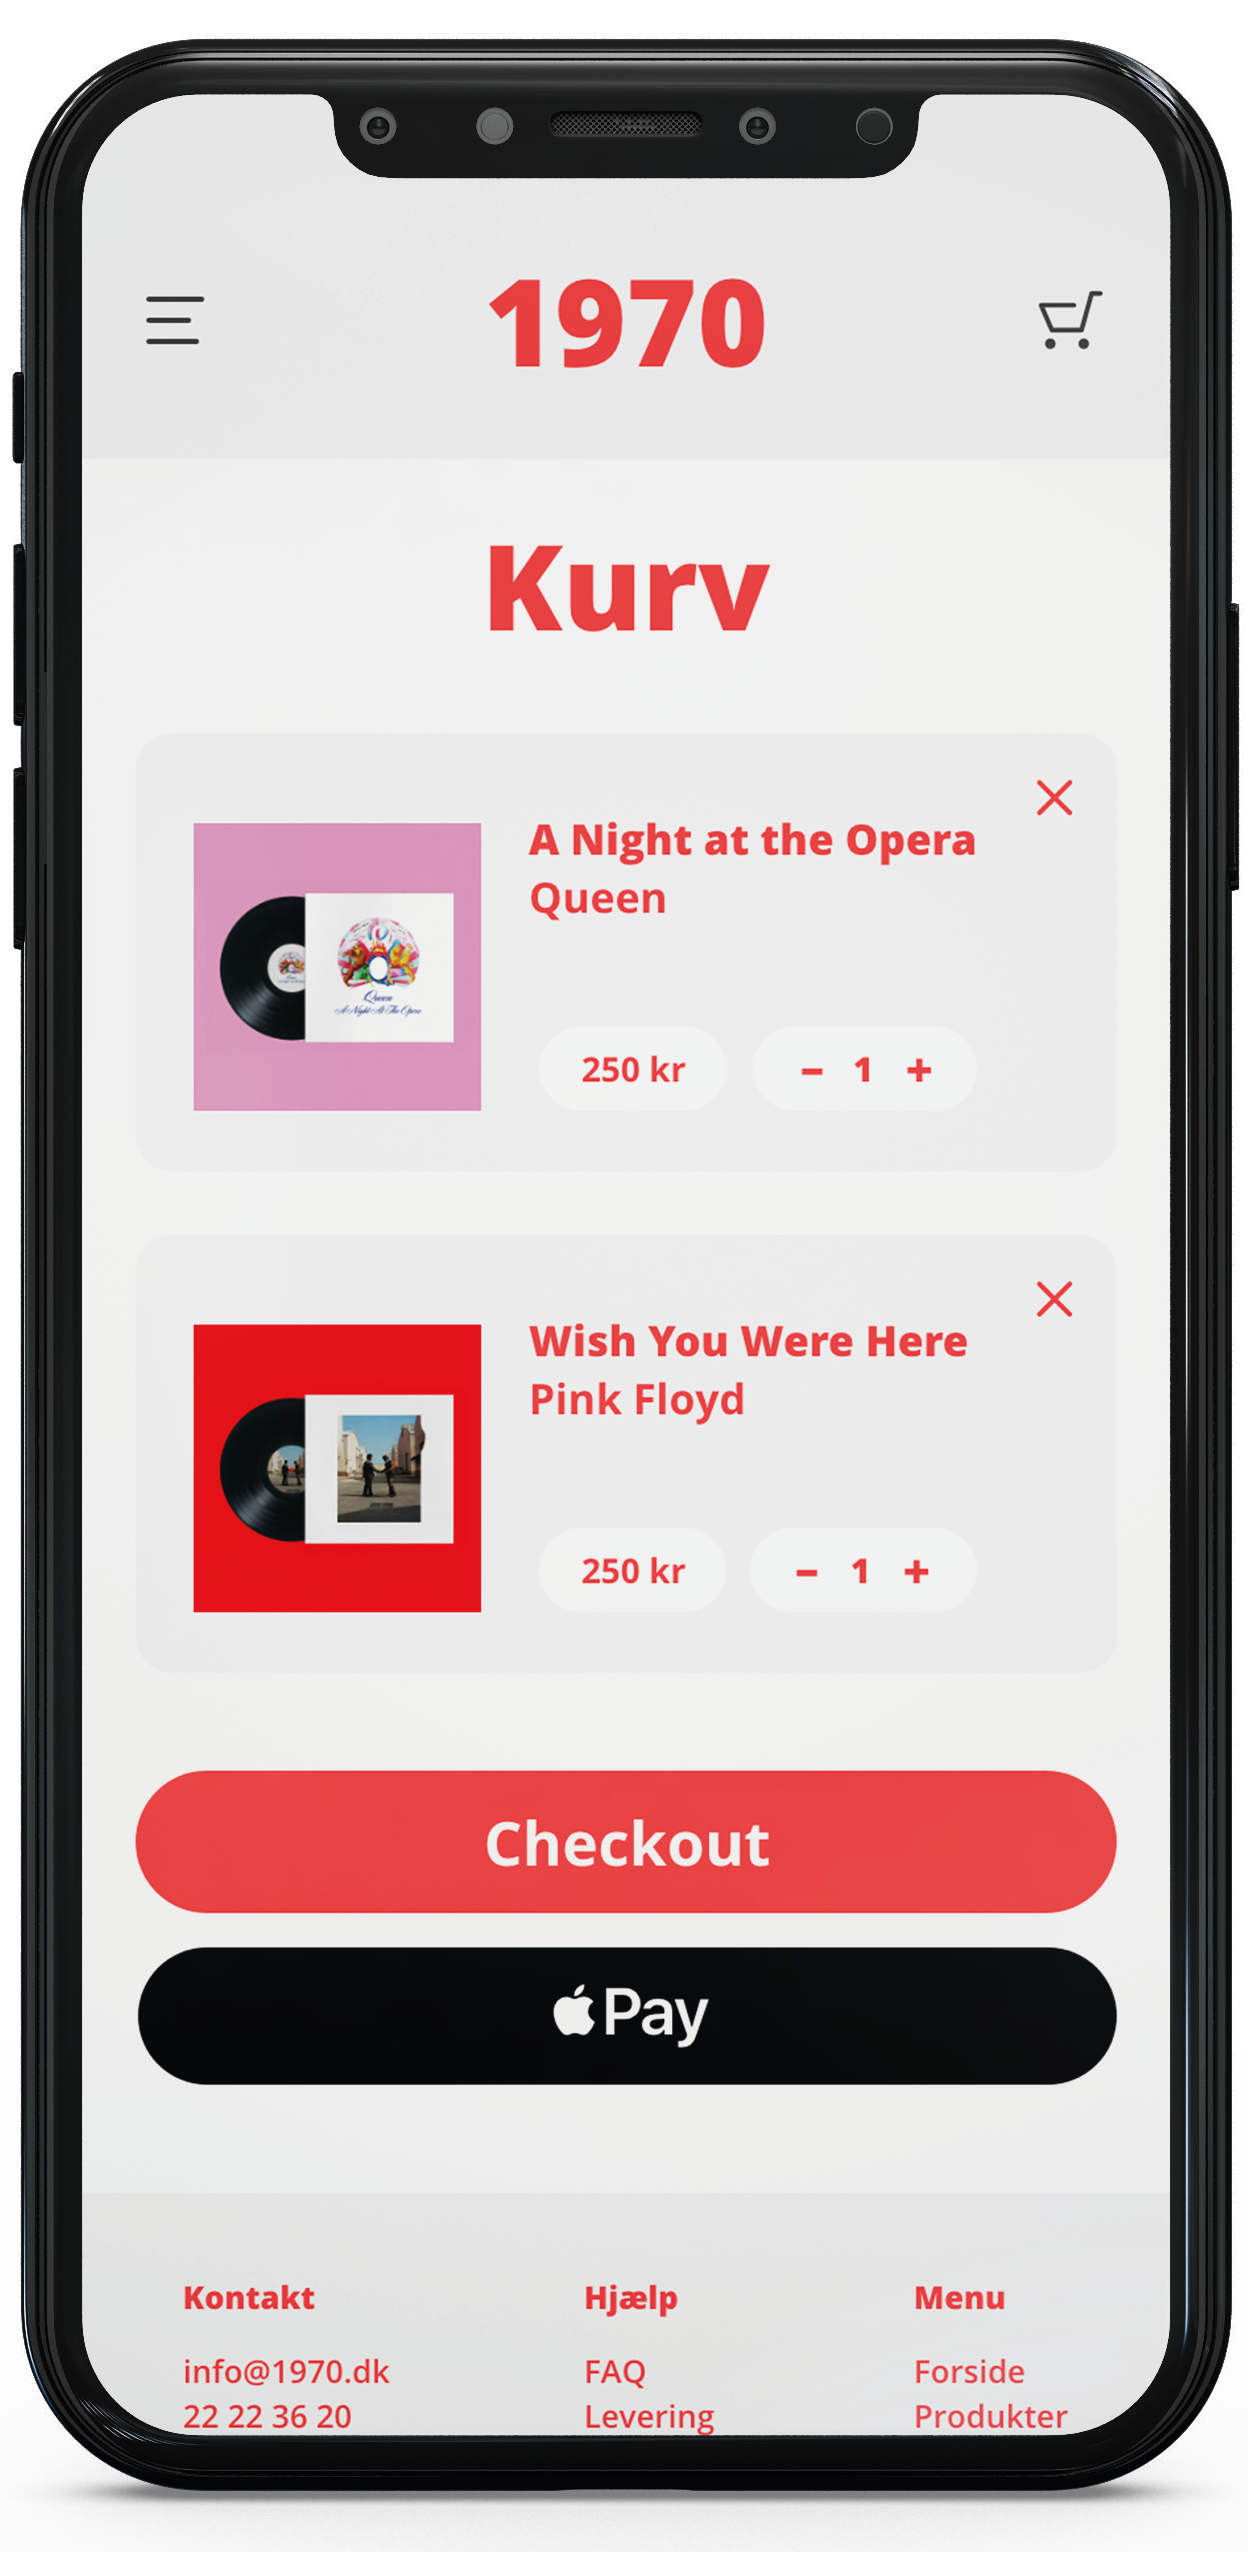 1970
Kurv
A Night at the Opera
Queen
Queen
A Night At The Opera
250 kr
– 1 +
Wish You Were Here
Pink Floyd
250 kr
– 1 +
Checkout
Pay
Kontakt
Hjælp
Menu
info@1970.dk
FAQ
Forside
22 22 36 20
Levering
Produkter